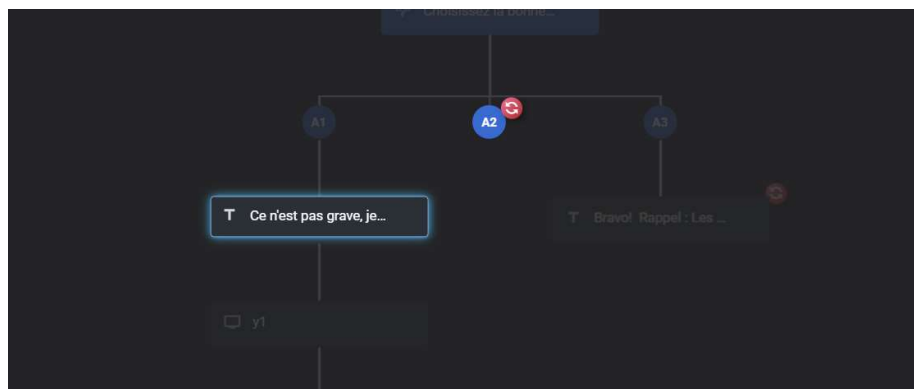 Choisissez la bonne...
A1
A2
A3
Ce n'est pas grave, je...
Bravo! Rappel : Les ...
y1